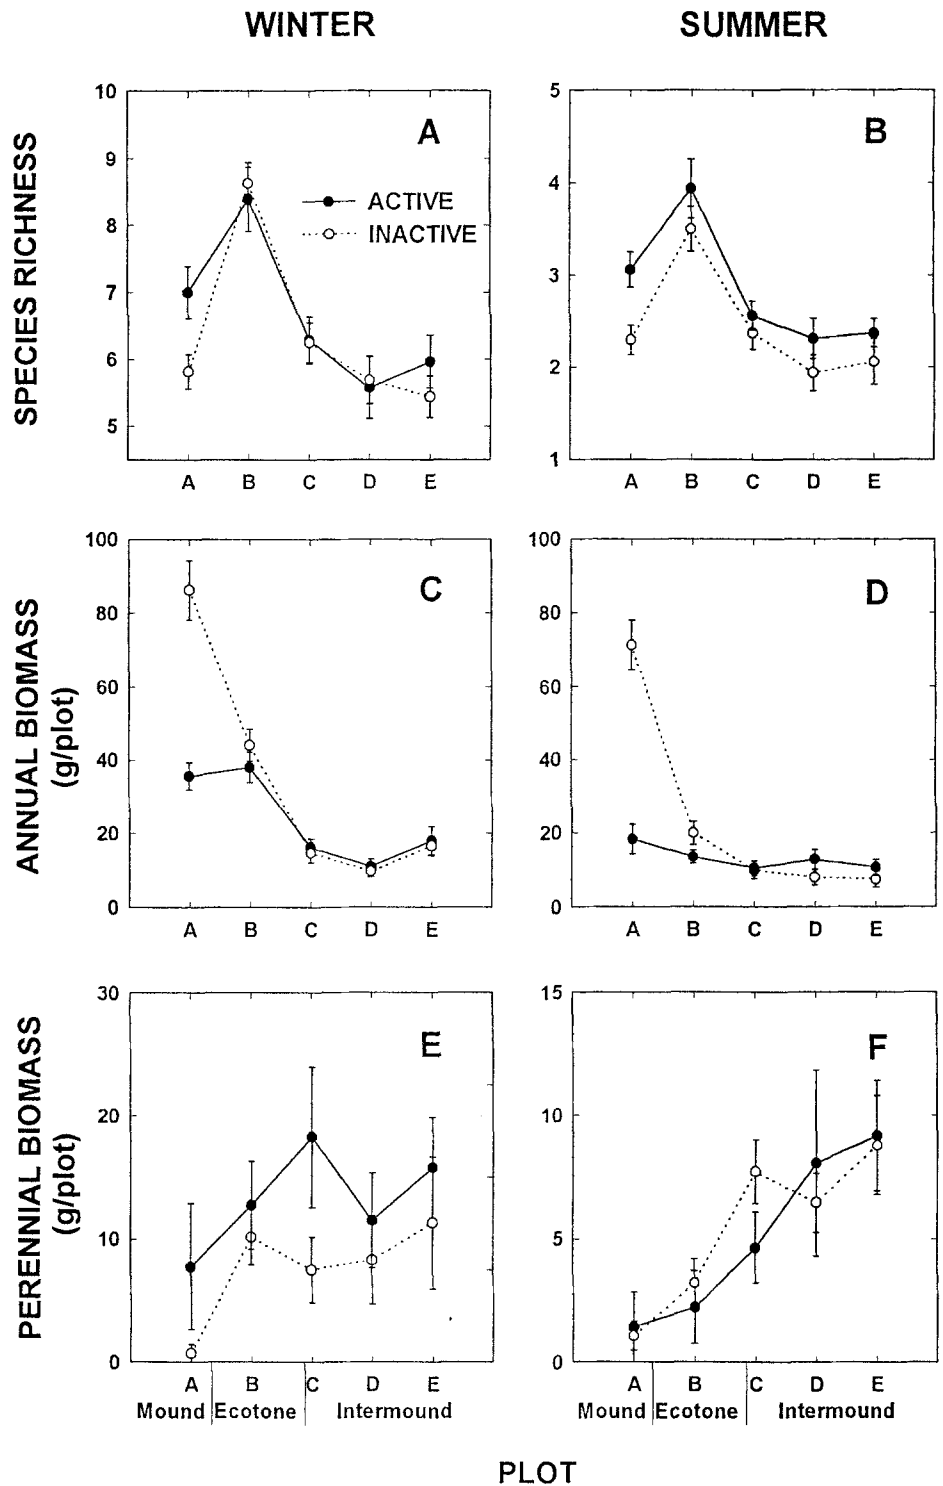 WINTER
SUMMER
SPECIES RICHNESS
10
9
8
7
6
5
A
ACTIVE
INACTIVE
A B C D E
5
4
3
2
1
B
A B C D E
ANNUAL BIOMASS
(g/plot)
100
80
60
40
20
0
C
A B C D E
100
80
60
40
20
0
D
A B C D E
PERENNIAL BIOMASS
(g/plot)
30
20
10
0
E
A B C D E
Mound Ecotone Intermound
15
10
5
0
F
A B C D E
Mound Ecotone Intermound
PLOT